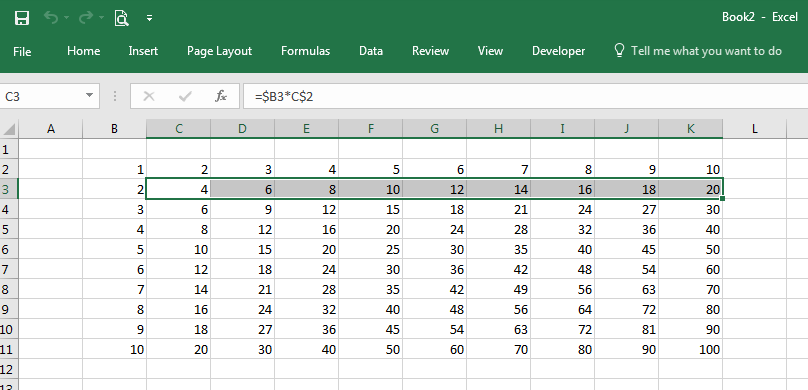 Book2 - Excel
File Home Insert Page Layout Formulas Data Review View Developer Tell me what you want to do
C3 fx =$B3*C$2
A B C D E F G H I J K L
1
2 1 2 3 4 5 6 7 8 9 10
3 2 4 6 8 10 12 14 16 18 20
4 3 6 9 12 15 18 21 24 27 30
5 4 8 12 16 20 24 28 32 36 40
6 5 10 15 20 25 30 35 40 45 50
7 6 12 18 24 30 36 42 48 54 60
8 7 14 21 28 35 42 49 56 63 70
9 8 16 24 32 40 48 56 64 72 80
10 9 18 27 36 45 54 63 72 81 90
11 10 20 30 40 50 60 70 80 90 100
12
13